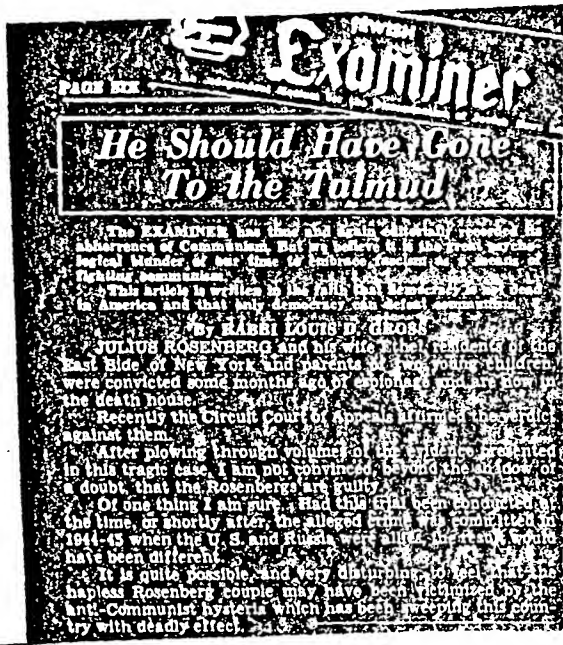 JEWISH
Examiner
PAGE SIX
He Should Have Gone
To the Talmud
The EXAMINER has time and again editorially recorded its
abhorrence of Communism. But we believe it is the great psycho-
logical blunder of our time to embrace fascism as a means of
fighting communism.
This article is written in the faith that democracy is not dead
in America and that only democracy can defeat communism.
By RABBI LOUIS D. GROSS
JULIUS ROSENBERG and his wife Ethel, residents of the
East Side of New York and parents of two young children
were convicted some months ago of espionage and are now in
the death house.
Recently the Circuit Court of Appeals affirmed the verdict
against them.
After plowing through volumes of the evidence presented
in this tragic case, I am not convinced, beyond the shadow of
a doubt, that the Rosenbergs are guilty.
Of one thing I am sure. Had this trial been conducted at
the time, or shortly after, the alleged crime was committed in
1944-45 when the U. S. and Russia were allies, the result would
have been different.
It is quite possible, and very disturbing, to feel that the
hapless Rosenberg couple may have been victimized by the
anti-Communist hysteria which has been sweeping this coun-
try with deadly effect.